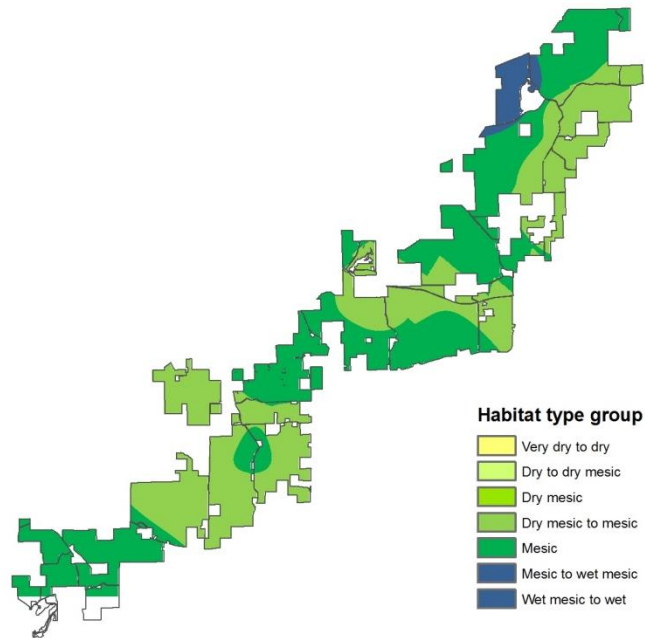 Habitat type group
Very dry to dry
Dry to dry mesic
Dry mesic
Dry mesic to mesic
Mesic
Mesic to wet mesic
Wet mesic to wet